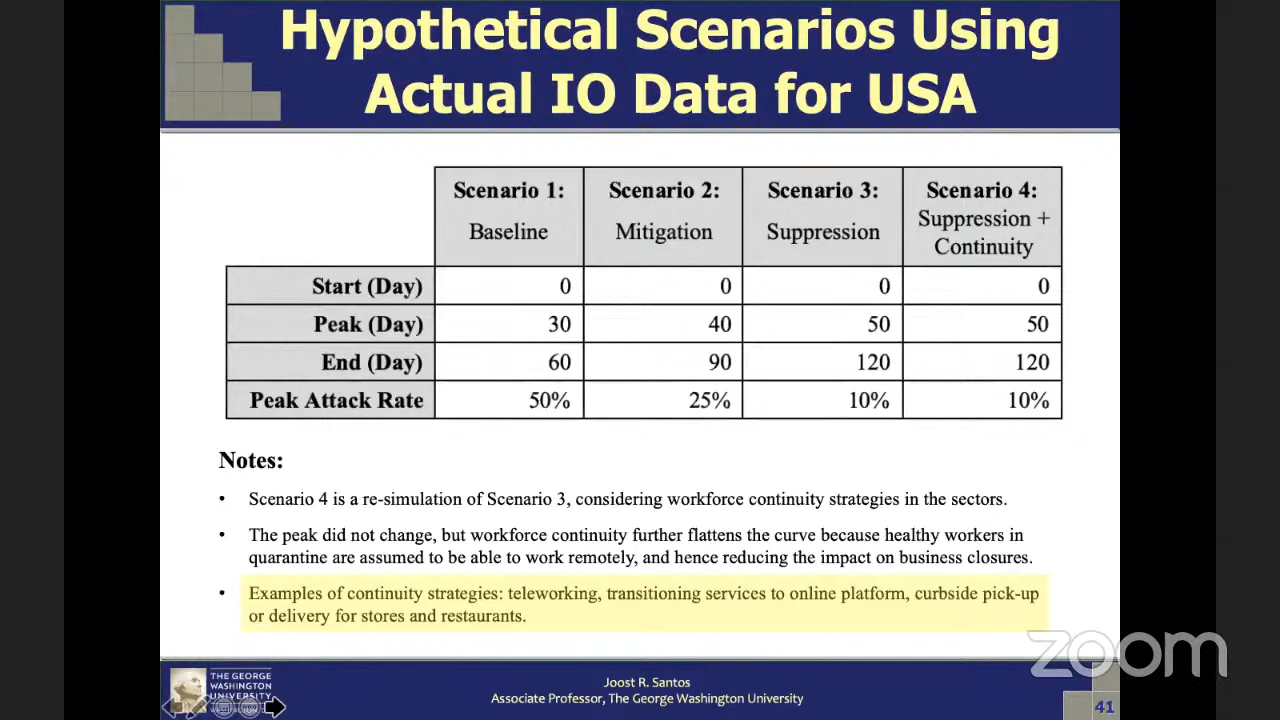 Hypothetical Scenarios Using
Actual IO Data for USA
Scenario 1: Scenario 2: Scenario 3: Scenario 4:
Baseline Mitigation Suppression Suppression +
Continuity
Start (Day) 0 0 0 0
Peak (Day) 30 40 50 50
End (Day) 60 90 120 120
Peak Attack Rate 50% 25% 10% 10%
Notes:
• Scenario 4 is a re-simulation of Scenario 3, considering workforce continuity strategies in the sectors.
• The peak did not change, but workforce continuity further flattens the curve because healthy workers in
quarantine are assumed to be able to work remotely, and hence reducing the impact on business closures.
• Examples of continuity strategies: teleworking, transitioning services to online platform, curbside pick-up
or delivery for stores and restaurants.
zoom
THE GEORGE
WASHINGTON
UNIVERSITY
Joost R. Santos
Associate Professor, The George Washington University
41